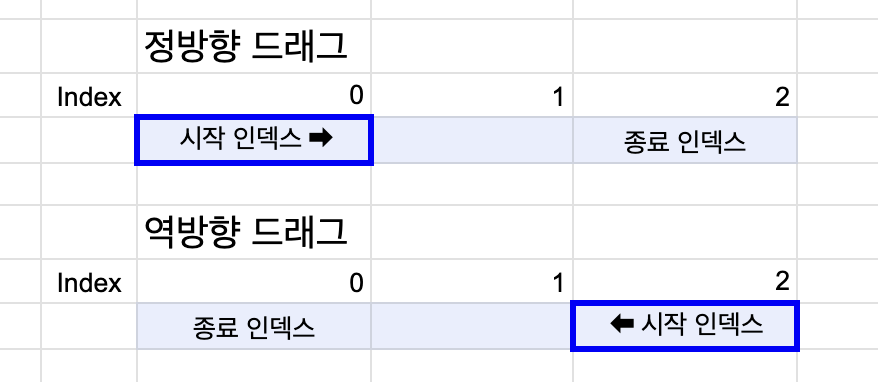 정방향 드래그
Index 0 1 2
시작 인덱스 ➡ 종료 인덱스
역방향 드래그
Index 0 1 2
종료 인덱스 ⬅ 시작 인덱스